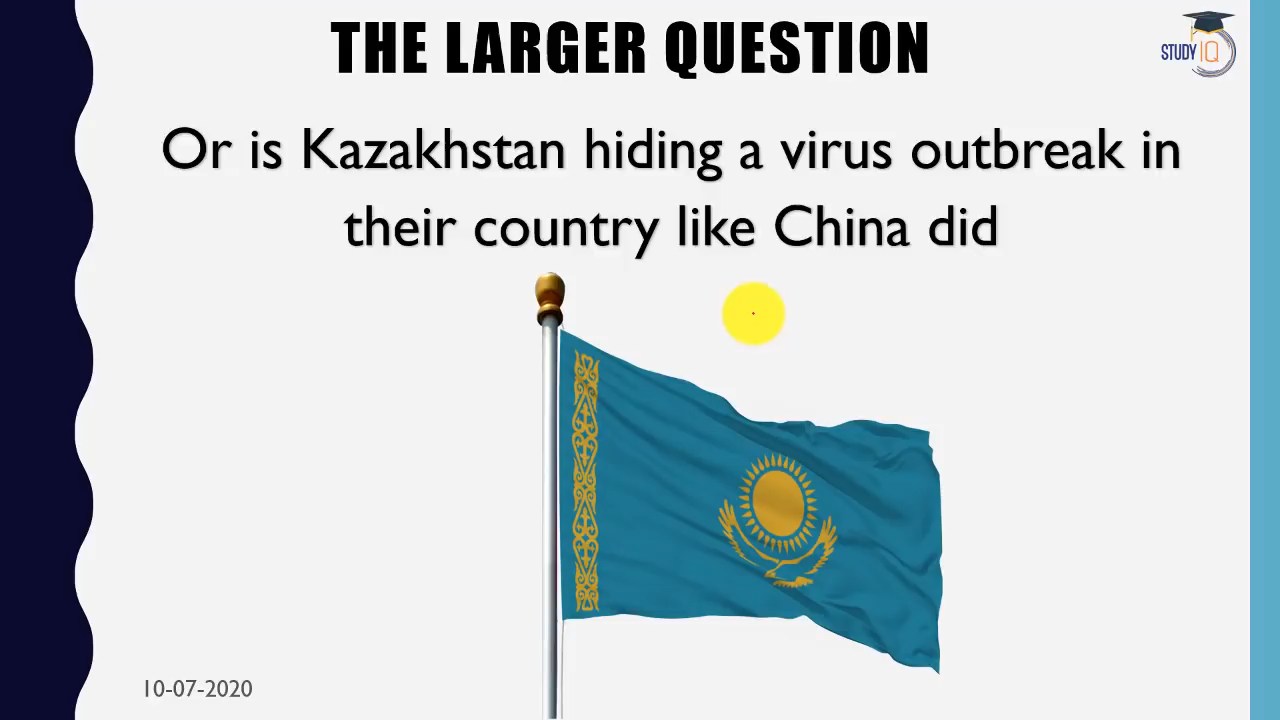 THE LARGER QUESTION
STUDY IQ
Or is Kazakhstan hiding a virus outbreak in
their country like China did
10-07-2020